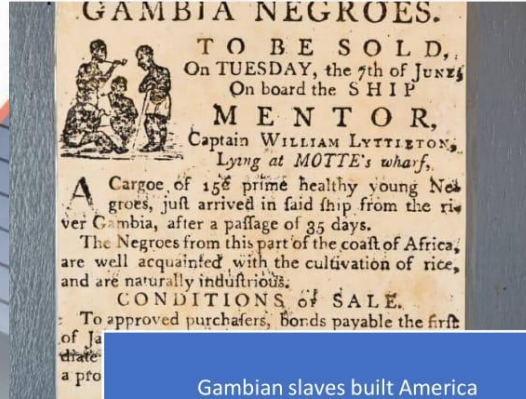 GAMBIA NEGROES.
TO BE SOLD,
On TUESDAY, the 7th of JUNE,
On board the SHIP
MENTOR,
Captain WILLIAM LYTTLETON,
Lying at MOTTE's wharf,
A Cargoe of 152 prime healthy young Ne-
groes, juſt arrived in ſaid ſhip from the ri-
ver Gambia, after a paſſage of 35 days.
The Negroes from this part of the coaſt of Africa,
are well acquainted with the cultivation of rice,
and are naturally induſtrious.
CONDITIONS of SALE.
To approved purchaſers, bonds payable the firſt
of
a
Gambian slaves built America